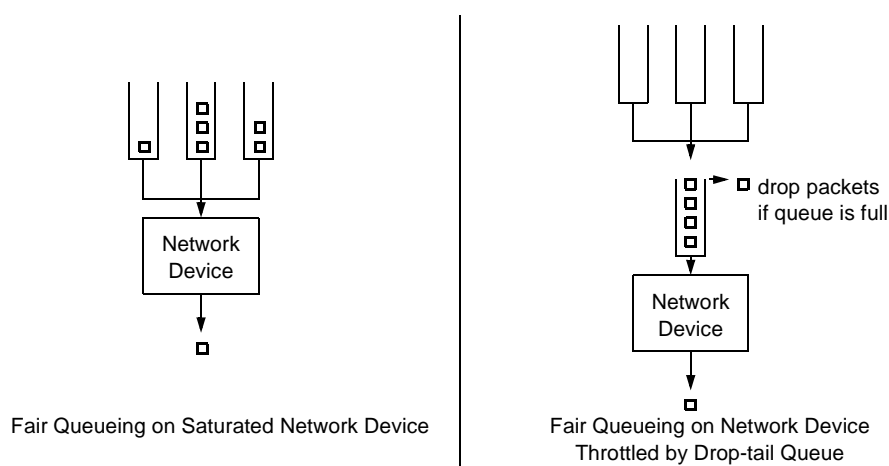 Network
Device
Fair Queueing on Saturated Network Device
drop packets
if queue is full
Network
Device
Fair Queueing on Network Device
Throttled by Drop-tail Queue